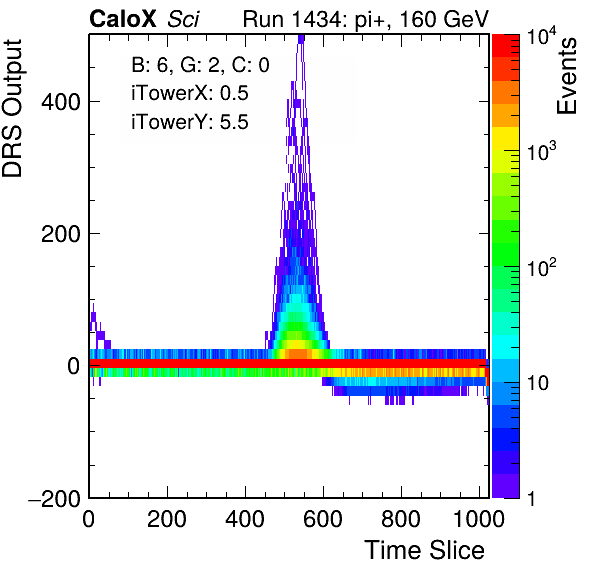 CaloX Sci Run 1434: pi+, 160 GeV
B: 6, G: 2, C: 0
iTowerX: 0.5
iTowerY: 5.5
DRS Output
400
200
0
−200
0 200 400 600 800 1000
Time Slice
Events
10^4
10^3
10^2
10
1